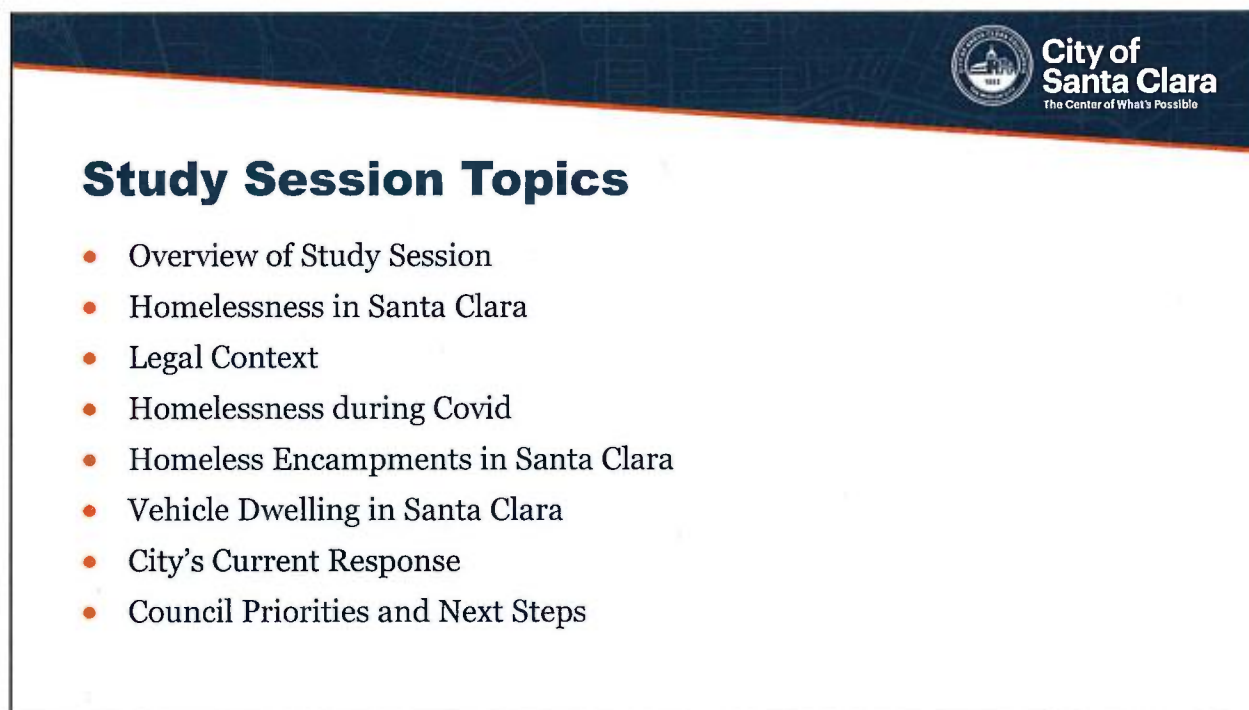 City of
Santa Clara
The Center of What's Possible
Study Session Topics
• Overview of Study Session
• Homelessness in Santa Clara
• Legal Context
• Homelessness during Covid
• Homeless Encampments in Santa Clara
• Vehicle Dwelling in Santa Clara
• City's Current Response
• Council Priorities and Next Steps